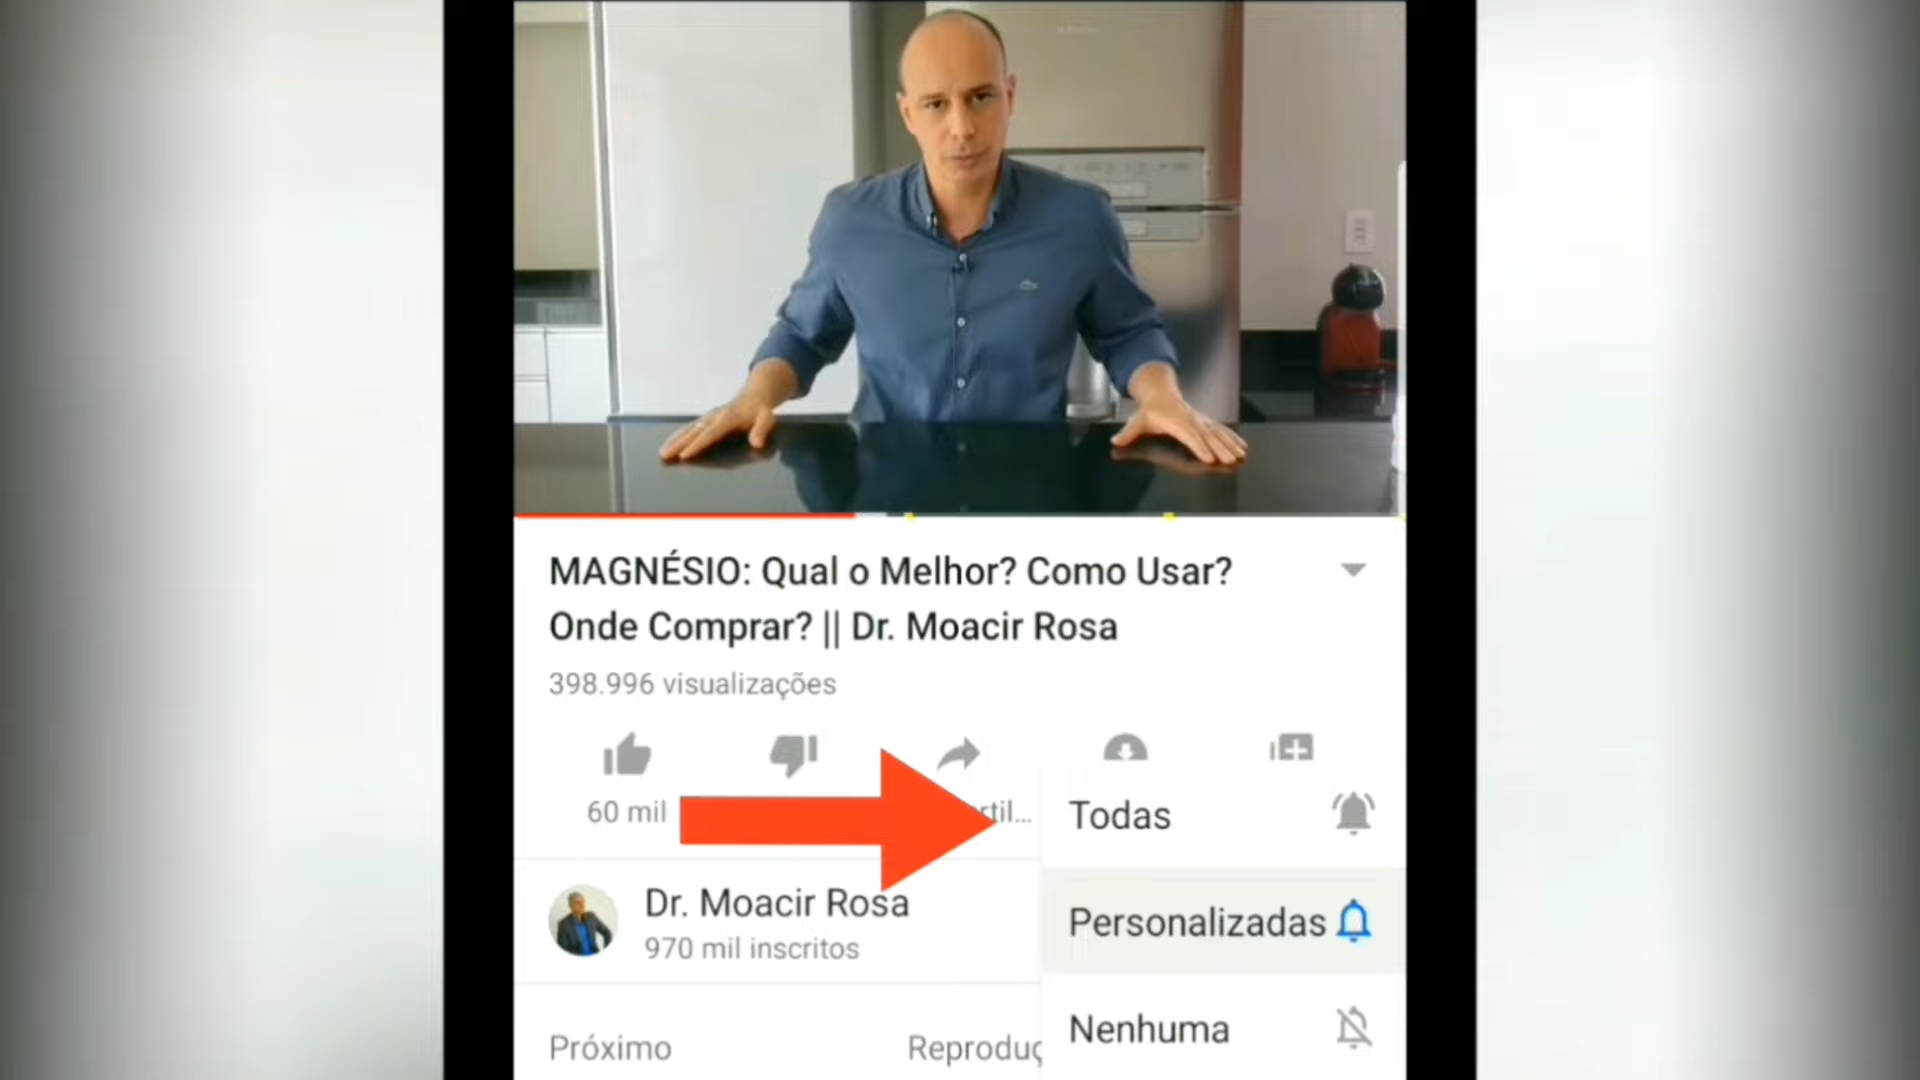 MAGNÉSIO: Qual o Melhor? Como Usar?
Onde Comprar? || Dr. Moacir Rosa
398.996 visualizações
60 mil
Todas
Dr. Moacir Rosa
970 mil inscritos
Personalizadas
Próximo
Nenhuma